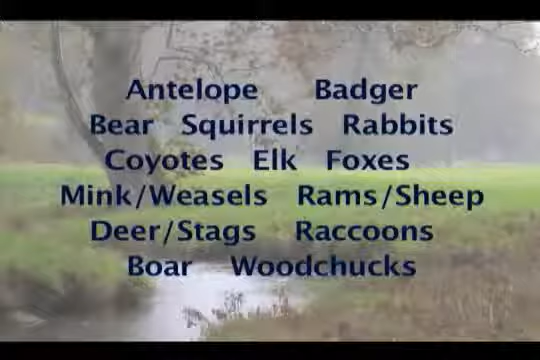 Antelope Badger
Bear Squirrels Rabbits
Coyotes Elk Foxes
Mink/Weasels Rams/Sheep
Deer/Stags Raccoons
Boar Woodchucks